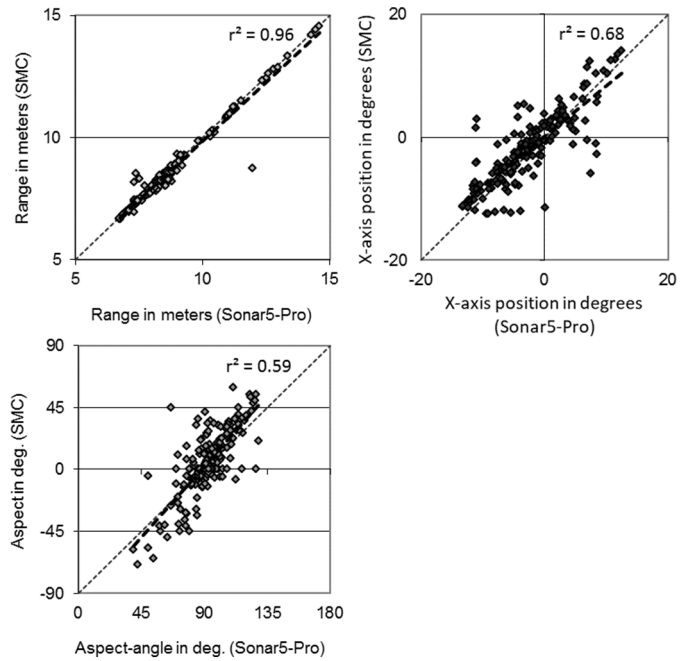 15
r² = 0.96
Range in meters (SMC)
10
5
5
10
15
Range in meters (Sonar5-Pro)
20
r² = 0.68
X-axis position in degrees (SMC)
0
-20
-20
0
20
X-axis position in degrees
(Sonar5-Pro)
90
r² = 0.59
45
Aspect in deg. (SMC)
0
-45
-90
0
45
90
135
180
Aspect-angle in deg. (Sonar5-Pro)